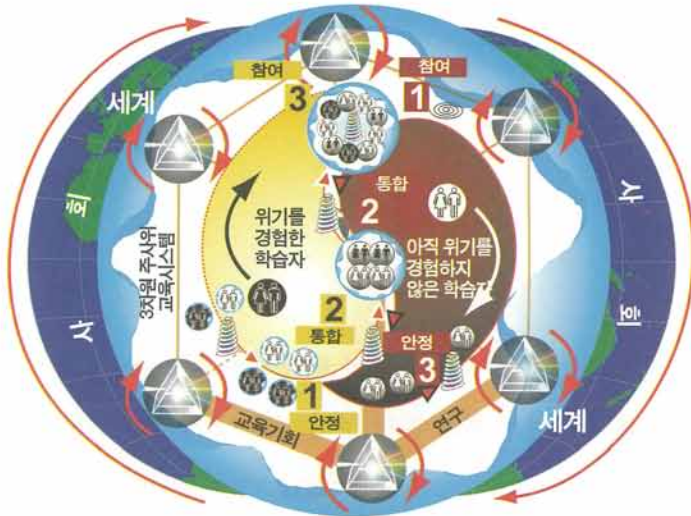 참여
3
참여
1
세계
사
회
통합
2
위기를
경험한
학습자
아직 위기를
경험하지
않은 학습자
3차원 주사위
교육시스템
2
통합
안정
3
1
안정
교육기회
연구
세계
사
회